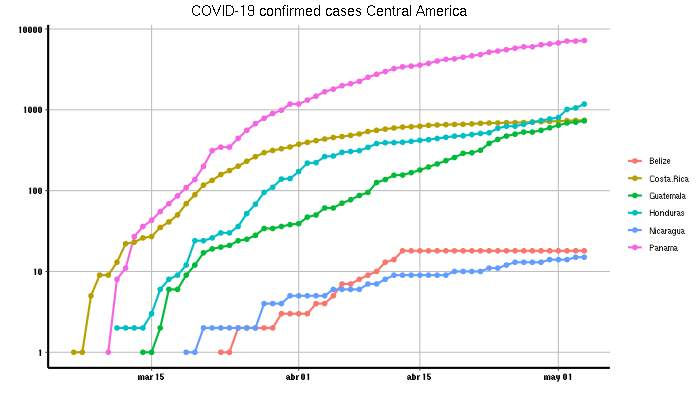 COVID-19 confirmed cases Central America
10000
1000
100
10
1
mar 15
abr 01
abr 15
may 01
Belize
Costa.Rica
Guatemala
Honduras
Nicaragua
Panama